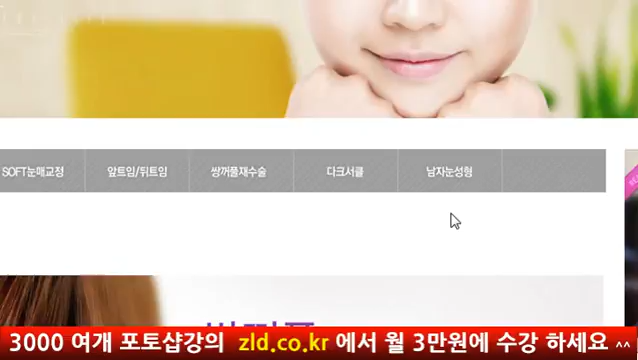 SOFT눈매교정 앞트임/뒤트임 쌍꺼풀재수술 다크서클 남자눈성형
3000 여개 포토샵강의 zld.co.kr 에서 월 3만원에 수강 하세요 ^^